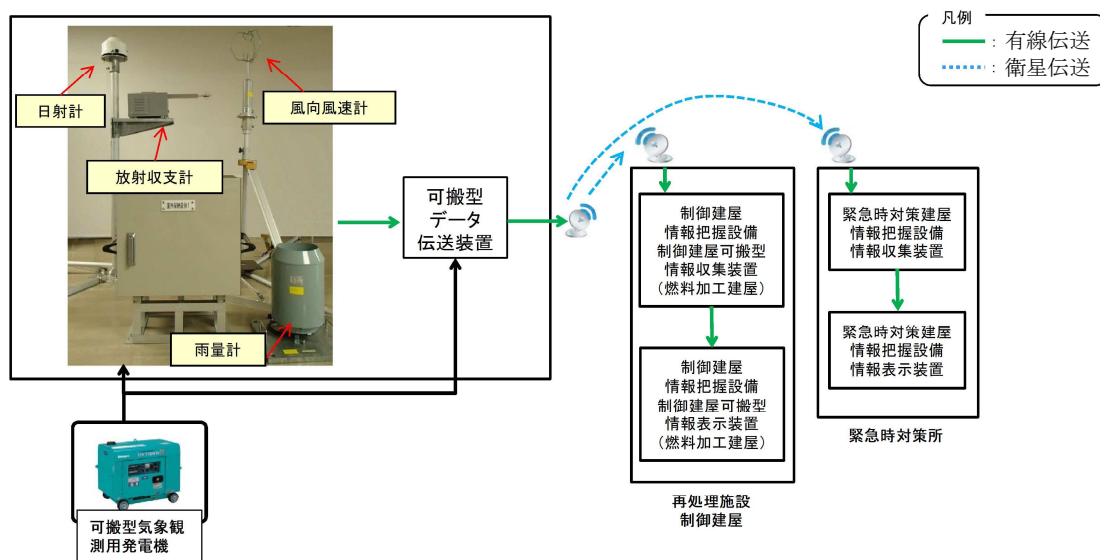 凡例
：有線伝送
：衛星伝送
日射計
風向風速計
放射収支計
雨量計
可搬型
データ
伝送装置
可搬型気象観
測用発電機
制御建屋
情報把握設備
制御建屋可搬型
情報収集装置
（燃料加工建屋）
制御建屋
情報把握設備
制御建屋可搬型
情報表示装置
（燃料加工建屋）
再処理施設
制御建屋
緊急時対策建屋
情報把握設備
情報収集装置
緊急時対策建屋
情報把握設備
情報表示装置
緊急時対策所